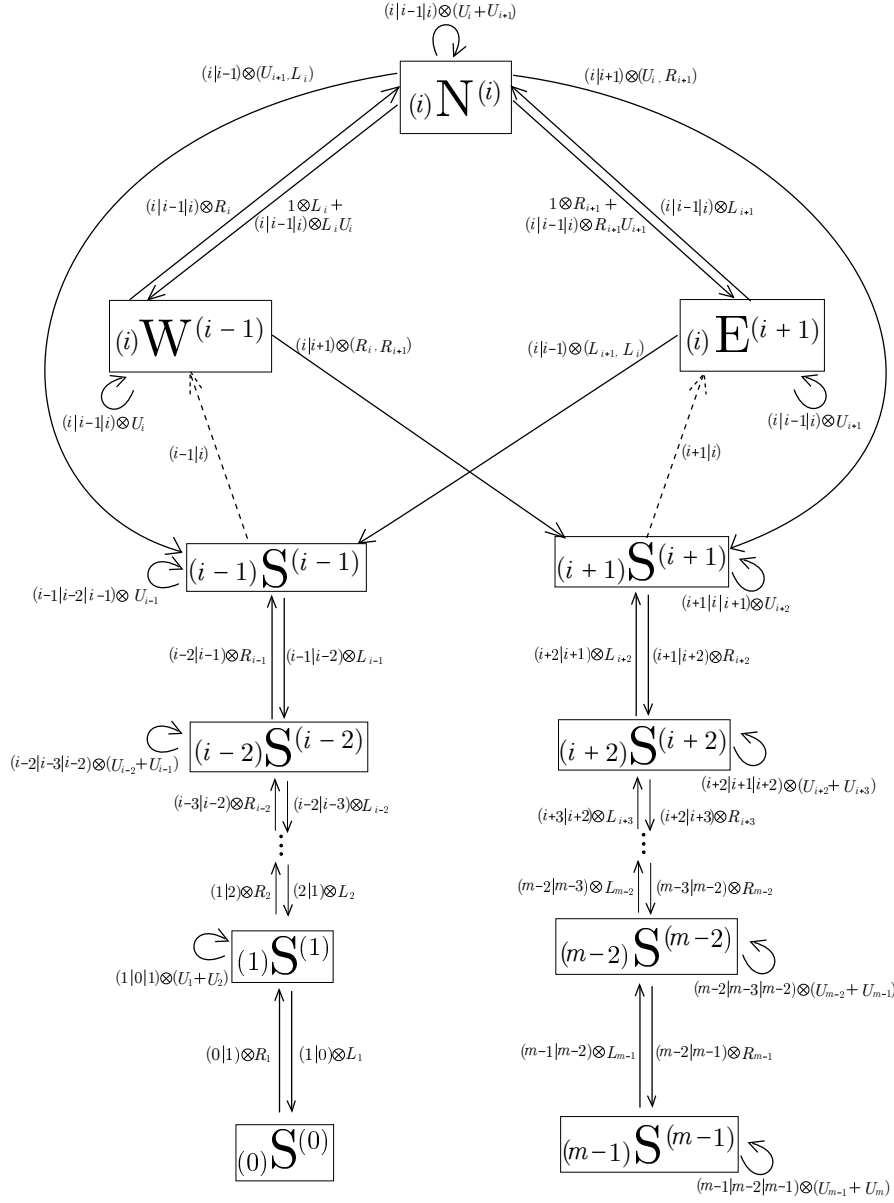 (i|i−1|i)⊗(U_i+U_{i+1})
(i|i−1)⊗(U_{i+1},L_i)
(i|i+1)⊗(U_i,R_{i+1})
(i)N^(i)
(i|i−1|i)⊗R_i
1⊗L_i +
(i|i−1|i)⊗L_iU_i
1⊗R_{i+1} +
(i|i−1|i)⊗R_{i+1}U_{i+1}
(i|i−1|i)⊗L_{i+1}
(i)W^(i−1)
(i)E^(i+1)
(i|i+1)⊗(R_i,R_{i+1})
(i|i−1)⊗(L_{i+1}, L_i)
(i|i−1|i)⊗U_i
(i|i−1|i)⊗U_{i+1}
(i−1|i)
(i+1|i)
(i−1)S^(i−1)
(i+1)S^(i+1)
(i−1|i−2|i−1)⊗ U_{i−1}
(i+1|i|i+1)⊗U_{i+2}
(i−2|i−1)⊗R_{i−1}
(i−1|i−2)⊗L_{i−1}
(i+2|i+1)⊗L_{i+2}
(i+1|i+2)⊗R_{i+2}
(i−2)S^(i−2)
(i+2)S^(i+2)
(i−2|i−3|i−2)⊗(U_{i−2}+U_{i−1})
(i+2|i+1|i+2)⊗(U_{i+2}+ U_{i+3})
(i−3|i−2)⊗R_{i−2}
(i−2|i−3)⊗L_{i−2}
(i+3|i+2)⊗L_{i+3}
(i+2|i+3)⊗R_{i+3}
⋮
⋮
(1|2)⊗R_2
(2|1)⊗L_2
(m−2|m−3)⊗L_{m−2}
(m−3|m−2)⊗R_{m−2}
(1)S^(1)
(m−2)S^(m−2)
(1|0|1)⊗(U_1+U_2)
(m−2|m−3|m−2)⊗(U_{m−2}+ U_{m−1})
(0|1)⊗R_1
(1|0)⊗L_1
(m−1|m−2)⊗L_{m−1}
(m−2|m−1)⊗R_{m−1}
(0)S^(0)
(m−1)S^(m−1)
(m−1|m−2|m−1)⊗(U_{m−1}+ U_m)